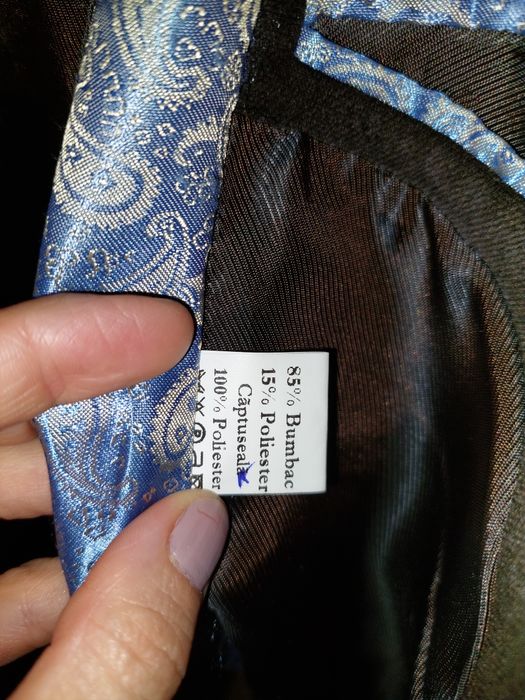 85% Bumbac
15% Poliester
Căptuseală
100% Poliester